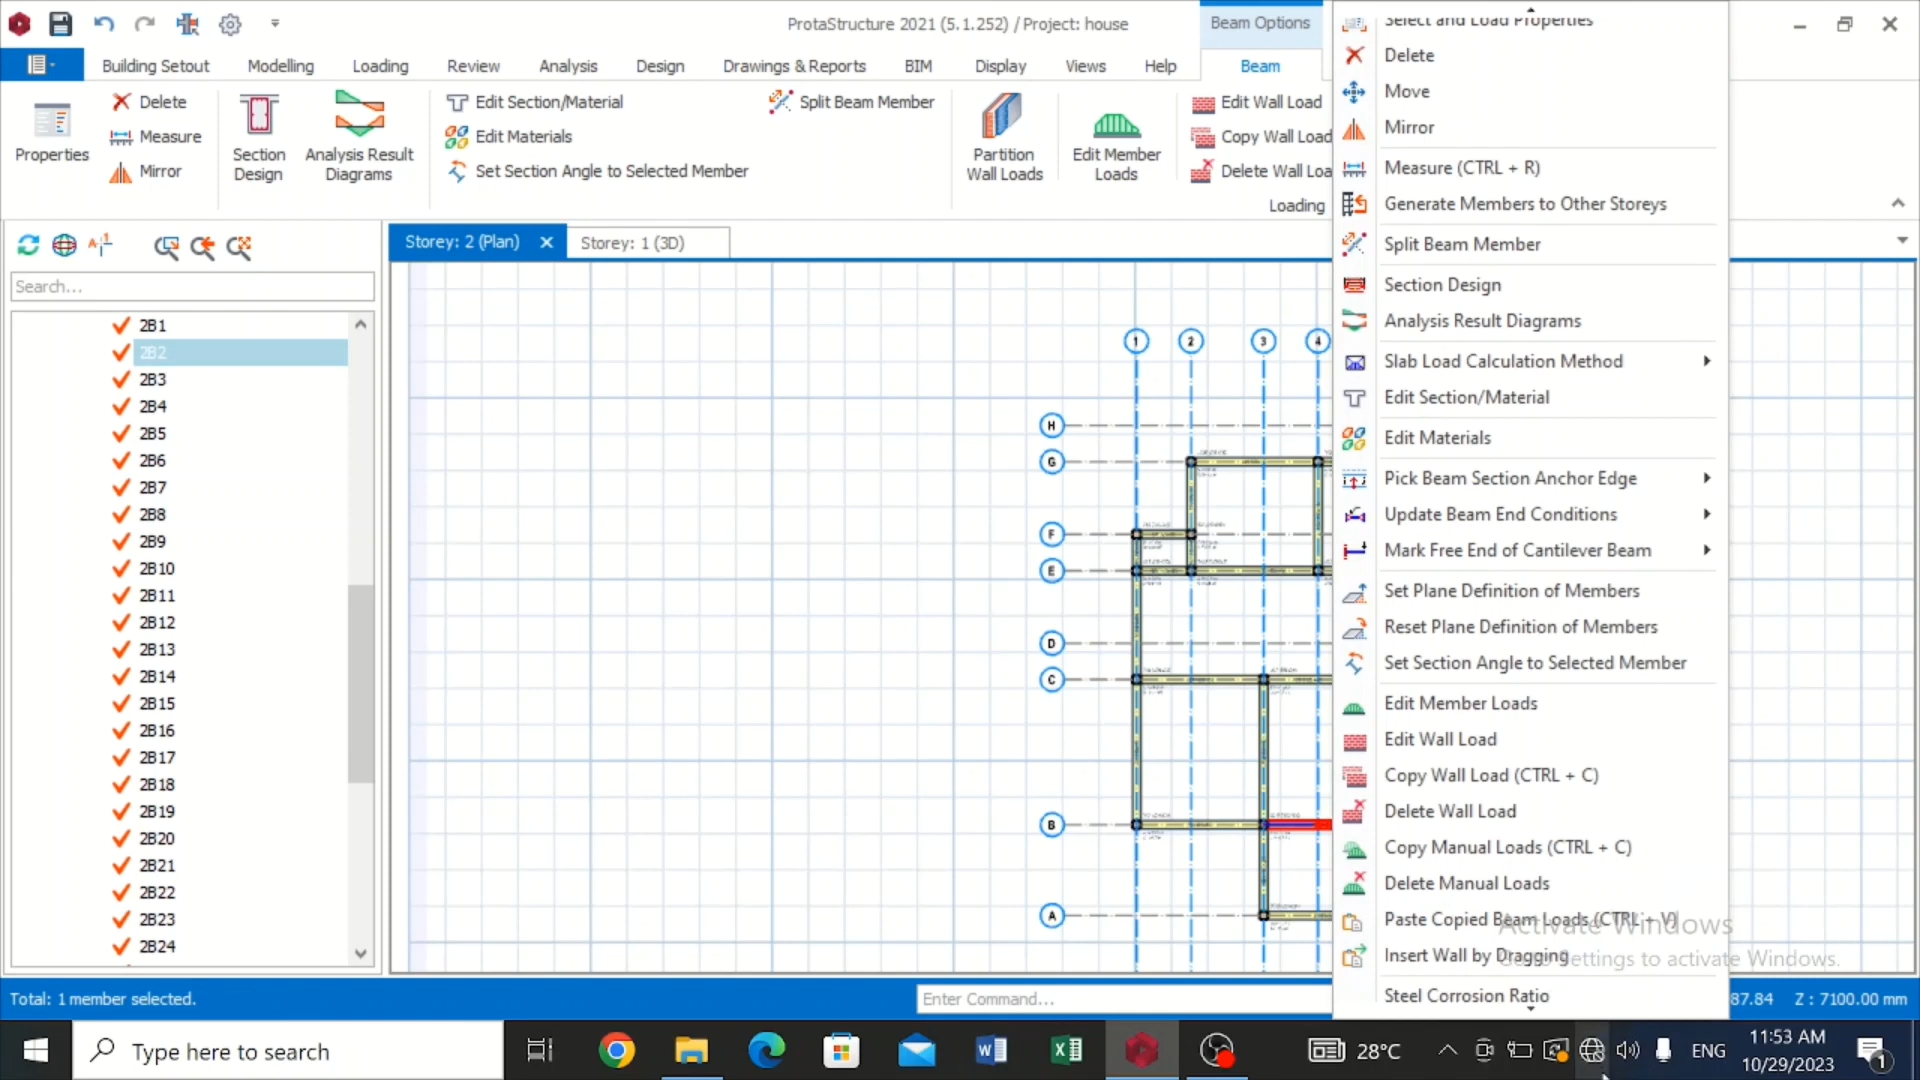 ProtaStructure 2021 (5.1.252) / Project: house
Beam Options
Building Setout
Modelling
Loading
Review
Analysis
Design
Drawings & Reports
BIM
Display
Views
Help
Beam
Properties
Delete
Measure
Mirror
Section
Design
Analysis Result
Diagrams
Edit Section/Material
Edit Materials
Set Section Angle to Selected Member
Split Beam Member
Partition
Wall Loads
Edit Member
Loads
Edit Wall Load
Copy Wall Load
Delete Wall Loa
Loading
Storey: 2 (Plan)
Storey: 1 (3D)
Search...
2B1
2B2
2B3
2B4
2B5
2B6
2B7
2B8
2B9
2B10
2B11
2B12
2B13
2B14
2B15
2B16
2B17
2B18
2B19
2B20
2B21
2B22
2B23
2B24
1
2
3
4
H
G
F
E
D
C
B
A
Select and Load Properties
Delete
Move
Mirror
Measure (CTRL + R)
Generate Members to Other Storeys
Split Beam Member
Section Design
Analysis Result Diagrams
Slab Load Calculation Method
Edit Section/Material
Edit Materials
Pick Beam Section Anchor Edge
Update Beam End Conditions
Mark Free End of Cantilever Beam
Set Plane Definition of Members
Reset Plane Definition of Members
Set Section Angle to Selected Member
Edit Member Loads
Edit Wall Load
Copy Wall Load (CTRL + C)
Delete Wall Load
Copy Manual Loads (CTRL + C)
Delete Manual Loads
Paste Copied Beam Loads (CTRL + V)
Insert Wall by Dragging
Steel Corrosion Ratio
Activate Windows
Go to Settings to activate Windows.
Total: 1 member selected.
Enter Command...
87.84
Z : 7100.00 mm
Type here to search
28°C
ENG
11:53 AM
10/29/2023
1